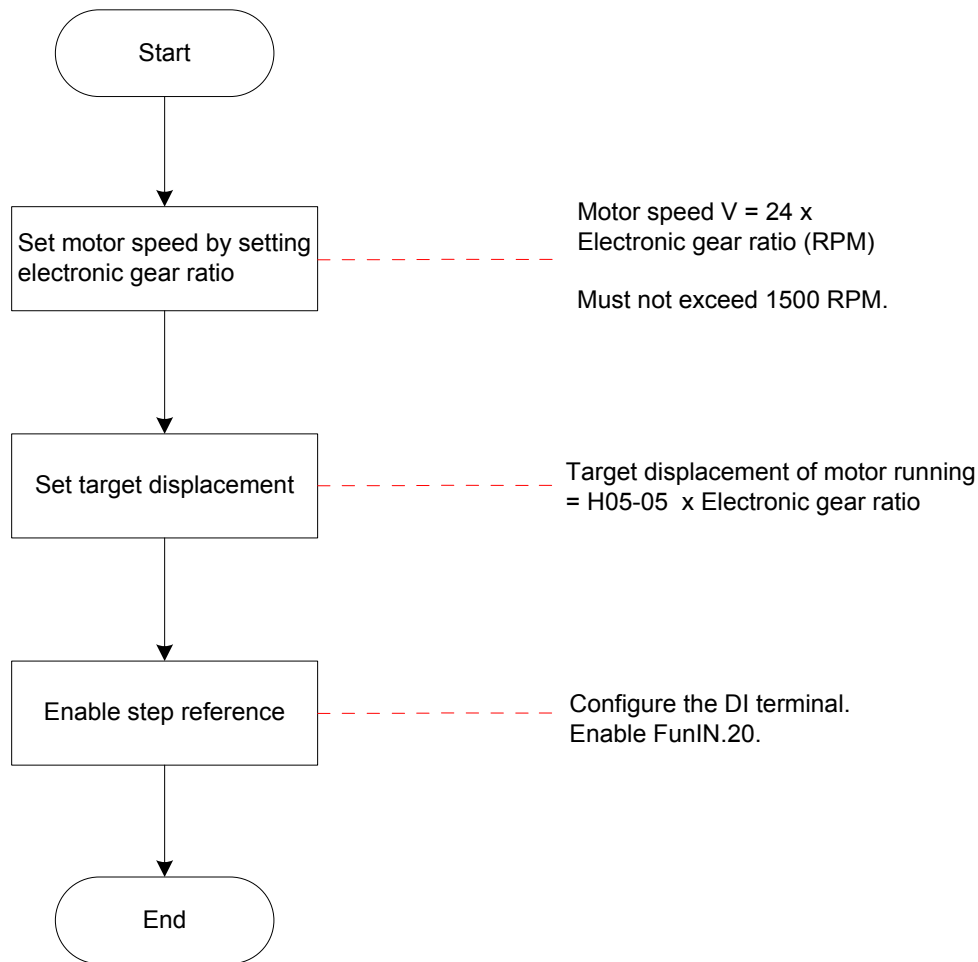 Start
Set motor speed by setting
electronic gear ratio
Motor speed V = 24 x
Electronic gear ratio (RPM)
Must not exceed 1500 RPM.
Set target displacement
Target displacement of motor running
= H05-05 x Electronic gear ratio
Enable step reference
Configure the DI terminal.
Enable FunIN.20.
End